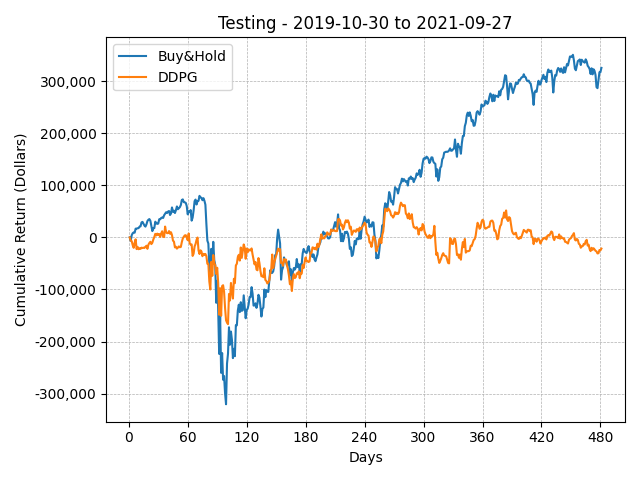 Testing - 2019-10-30 to 2021-09-27
Buy&Hold
DDPG
Cumulative Return (Dollars)
300,000
200,000
100,000
0
-100,000
-200,000
-300,000
0 60 120 180 240 300 360 420 480
Days